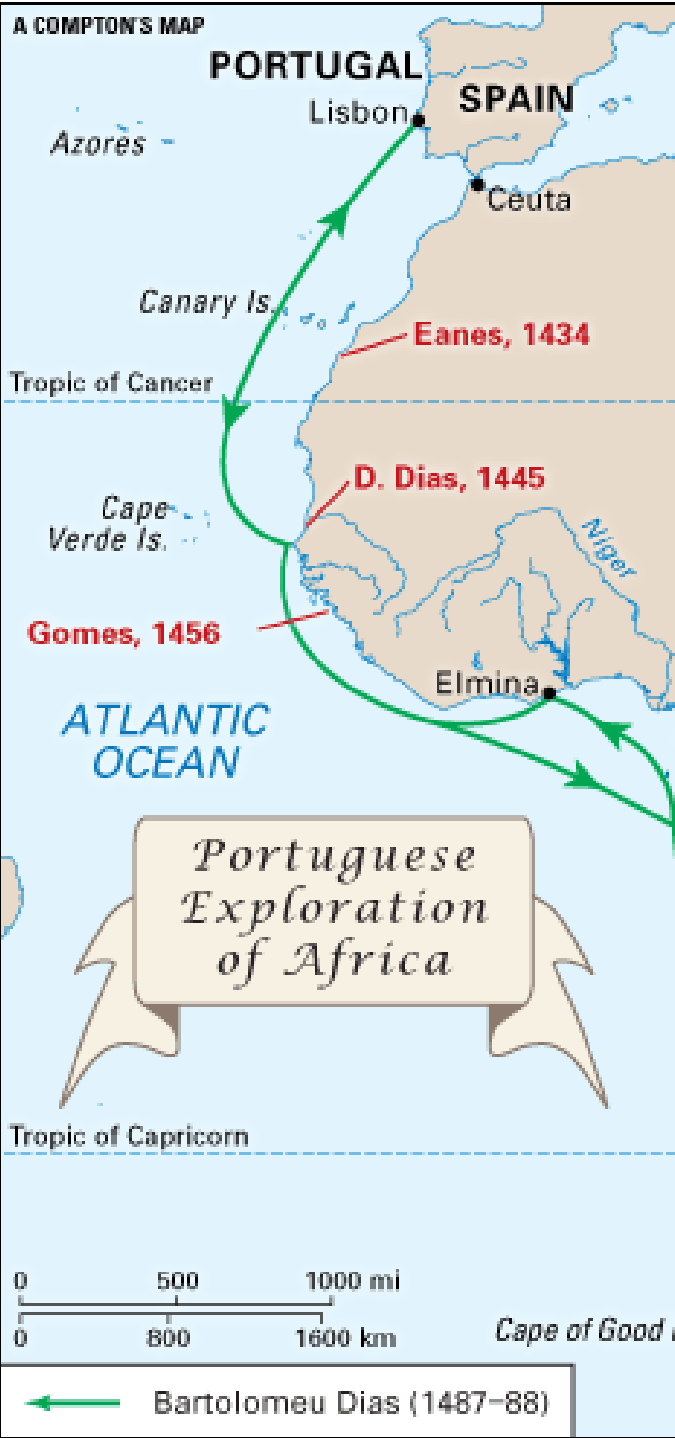 A COMPTON'S MAP
PORTUGAL
SPAIN
Lisbon
Azores
Ceuta
Canary Is.
Eanes, 1434
Tropic of Cancer
D. Dias, 1445
Cape
Verde Is.
Niger
Gomes, 1456
Elmina
ATLANTIC
OCEAN
Portuguese
Exploration
of Africa
Tropic of Capricorn
0 500 1000 mi
0 800 1600 km
Cape of Good
Bartolomeu Dias (1487–88)